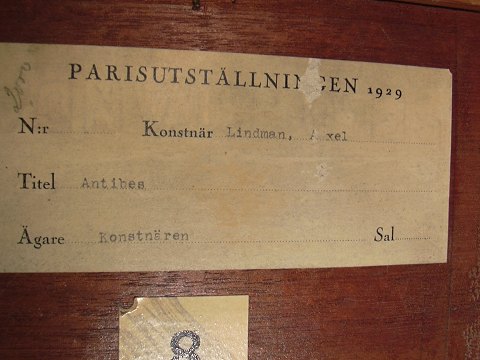 PARISUTSTÄLLNINGEN 1929
N:r Konstnär Lindman, Axel
Titel Antibes
Ägare Konstnären Sal
8